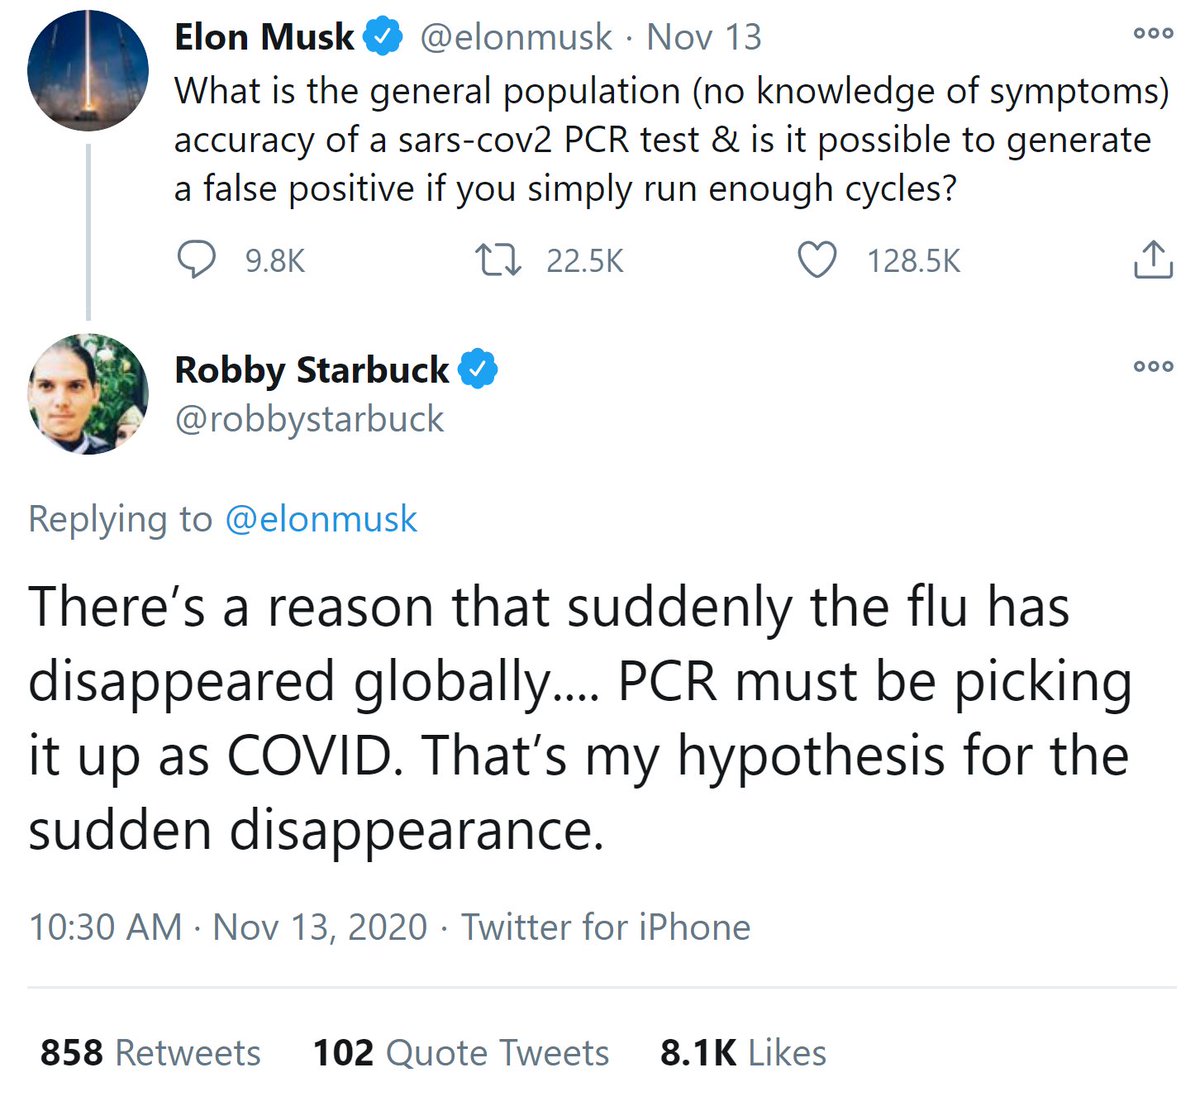 Elon Musk @elonmusk · Nov 13
What is the general population (no knowledge of symptoms)
accuracy of a sars-cov2 PCR test & is it possible to generate
a false positive if you simply run enough cycles?
9.8K 22.5K 128.5K
Robby Starbuck
@robbystarbuck
Replying to @elonmusk
There’s a reason that suddenly the flu has
disappeared globally.... PCR must be picking
it up as COVID. That’s my hypothesis for the
sudden disappearance.
10:30 AM · Nov 13, 2020 · Twitter for iPhone
858 Retweets 102 Quote Tweets 8.1K Likes